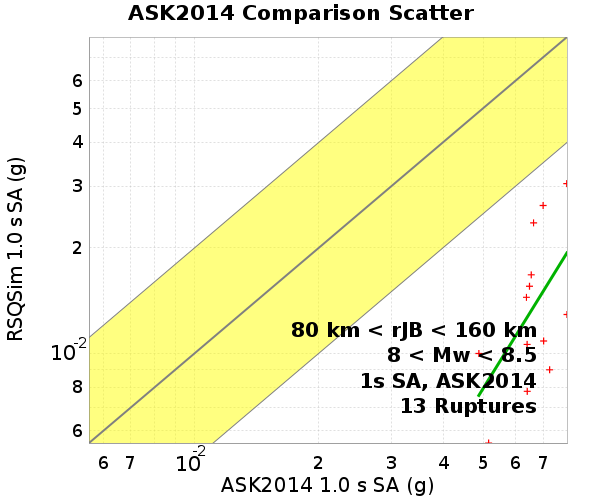 ASK2014 Comparison Scatter
RSQSim 1.0 s SA (g)
6
5
4
3
2
10-2
8
6
80 km < rJB < 160 km
8 < Mw < 8.5
1s SA, ASK2014
13 Ruptures
6 7 10-2 2 3 4 5 6 7
ASK2014 1.0 s SA (g)